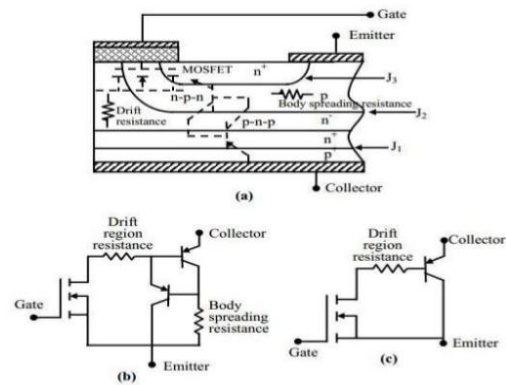 Gate
Emitter
MOSFET
n+
J3
n-p-n
p
Body spreading resistance
Drift
resistance
n-
J2
p-n-p
n+
J1
p+
Collector
(a)
Drift
region
resistance
Collector
Body
spreading
resistance
Gate
Emitter
(b)
Drift
region
resistance
Collector
Gate
Emitter
(c)